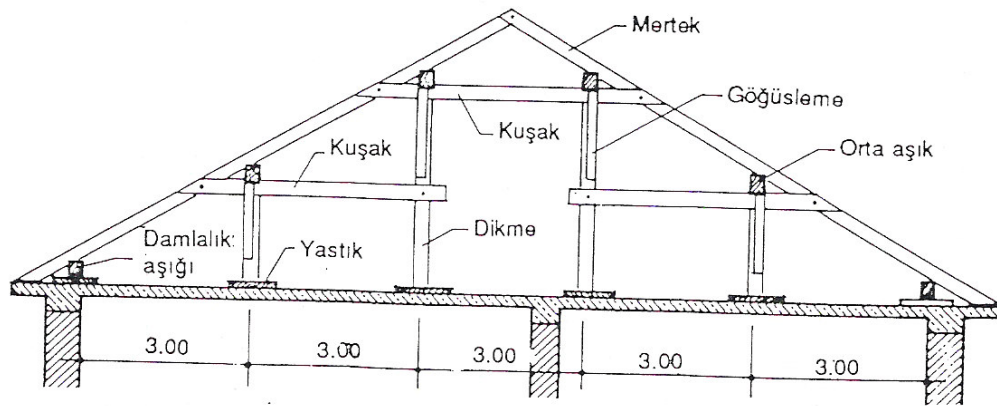 Mertek
Göğüsleme
Kuşak
Kuşak
Orta aşık
Damlalık:
aşığı
Yastık
Dikme
3.00
3.00
3.00
3.00
3.00